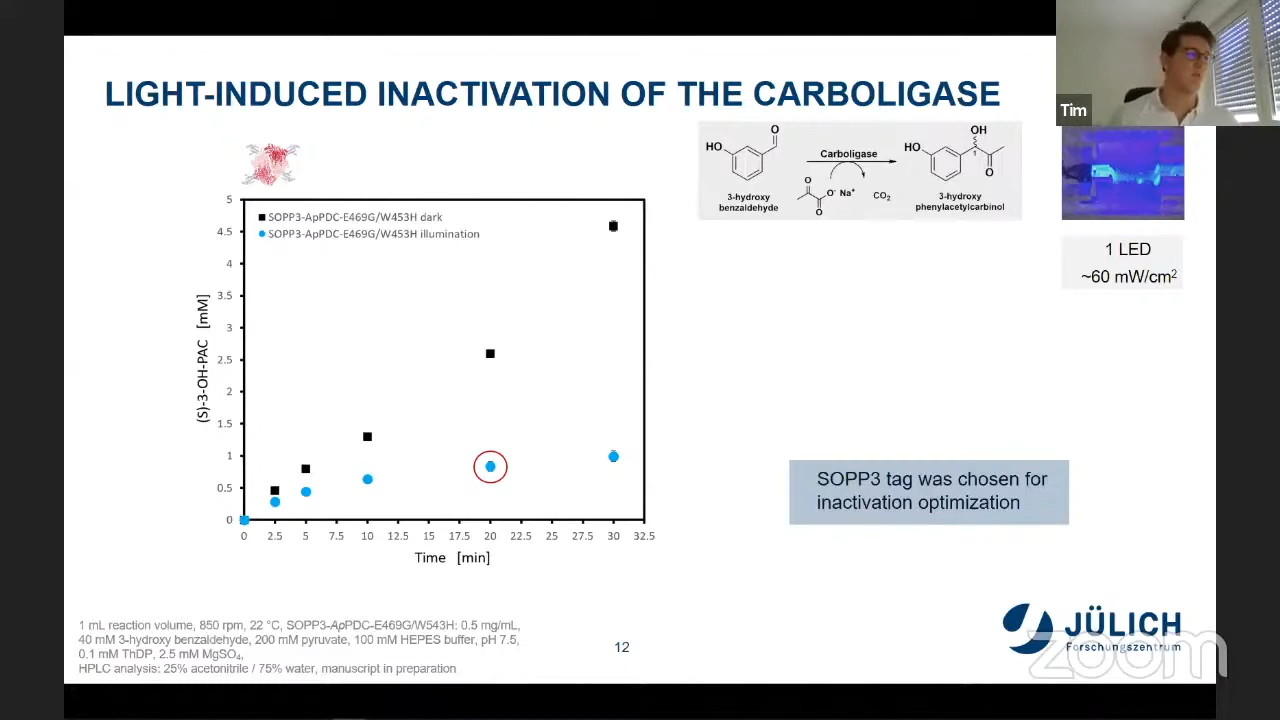 LIGHT-INDUCED INACTIVATION OF THE CARBOLIGASE
Tim
HO
O
Carboligase
OH
HO
1
O
O
O⁻ Na⁺
O
CO₂
3-hydroxy
benzaldehyde
3-hydroxy
phenylacetylcarbinol
1 LED
~60 mW/cm²
SOPP3-ApPDC-E469G/W453H dark
SOPP3-ApPDC-E469G/W453H illumination
5
4.5
4
3.5
3
2.5
2
1.5
1
0.5
0
(S)-3-OH-PAC [mM]
0 2.5 5 7.5 10 12.5 15 17.5 20 22.5 25 27.5 30 32.5
Time [min]
SOPP3 tag was chosen for
inactivation optimization
1 mL reaction volume, 850 rpm, 22 °C, SOPP3-ApPDC-E469G/W543H: 0.5 mg/mL,
40 mM 3-hydroxy benzaldehyde, 200 mM pyruvate, 100 mM HEPES buffer, pH 7.5,
0.1 mM ThDP, 2.5 mM MgSO₄,
HPLC analysis: 25% acetonitrile / 75% water, manuscript in preparation
12
JÜLICH
Forschungszentrum
zoom